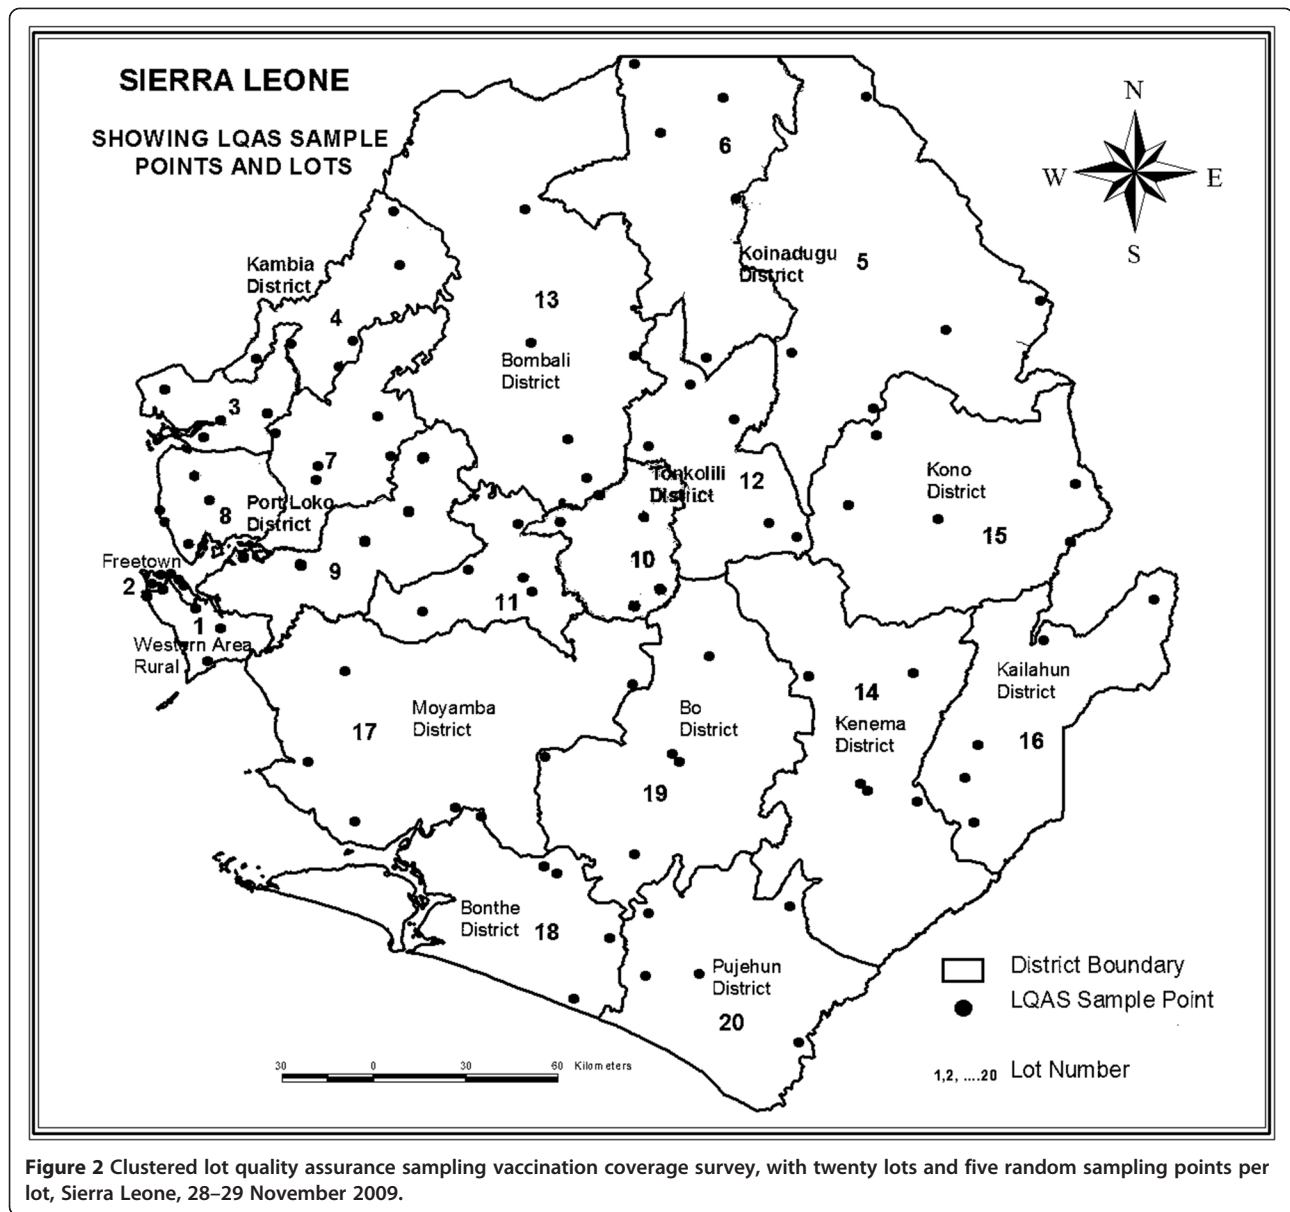 SIERRA LEONE
SHOWING LQAS SAMPLE
POINTS AND LOTS
N
W
E
S
6
Koinadugu
District
5
Kambia
District
4
13
Bombali
District
3
7
Tonkolili
District
12
Kono
District
15
8
Port Loko
District
Freetown
2
9
10
11
1
Western Area
Rural
Kailahun
District
16
14
Kenema
District
Moyamba
District
17
Bo
District
19
Bonthe
District
18
Pujehun
District
20
District Boundary
LQAS Sample Point
1,2, ....20 Lot Number
30 0 30 60 Kilometers
Figure 2 Clustered lot quality assurance sampling vaccination coverage survey, with twenty lots and five random sampling points per
lot, Sierra Leone, 28–29 November 2009.